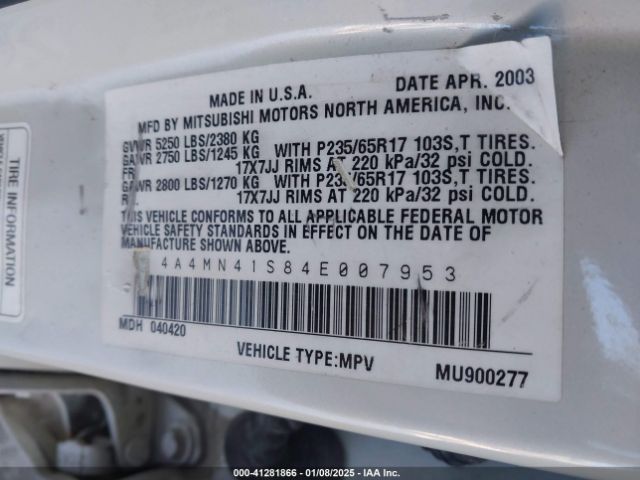 MADE IN U.S.A. DATE APR. 2003
MFD BY MITSUBISHI MOTORS NORTH AMERICA, INC.
GVWR 5250 LBS/2380 KG
GAWR 2750 LBS/1245 KG WITH P235/65R17 103S,T TIRES.
FR 17X7JJ RIMS AT 220 kPa/32 psi COLD.
GAWR 2800 LBS/1270 KG WITH P235/65R17 103S,T TIRES.
R 17X7JJ RIMS AT 220 kPa/32 psi COLD.
THIS VEHICLE CONFORMS TO ALL APPLICABLE FEDERAL MOTOR
VEHICLE SAFETY STANDARDS IN EFFECT ON THE DATE OF
MANUFACTURE SHOWN ABOVE.
4A4MN41S84E007953
MDH 040420
VEHICLE TYPE:MPV MU900277
TIRE INFORMATION
000-41281866 - 01/08/2025 - IAA Inc.